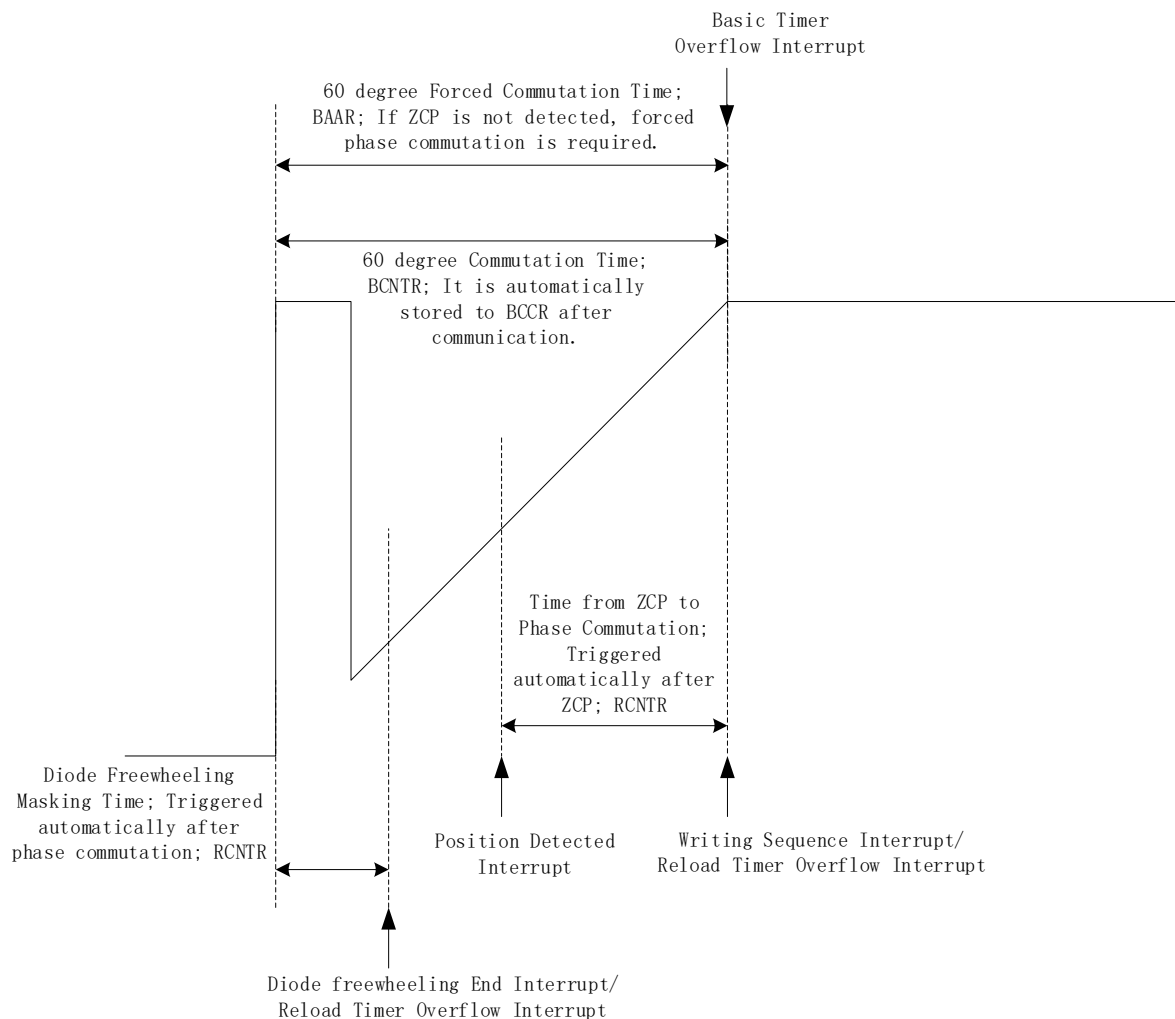 Basic Timer
Overflow Interrupt
60 degree Forced Commutation Time;
BAAR; If ZCP is not detected, forced
phase commutation is required.
60 degree Commutation Time;
BCNTR; It is automatically
stored to BCCR after
communication.
Time from ZCP to
Phase Commutation;
Triggered
automatically after
ZCP; RCNTR
Diode Freewheeling
Masking Time; Triggered
automatically after
phase commutation; RCNTR
Position Detected
Interrupt
Writing Sequence Interrupt/
Reload Timer Overflow Interrupt
Diode freewheeling End Interrupt/
Reload Timer Overflow Interrupt